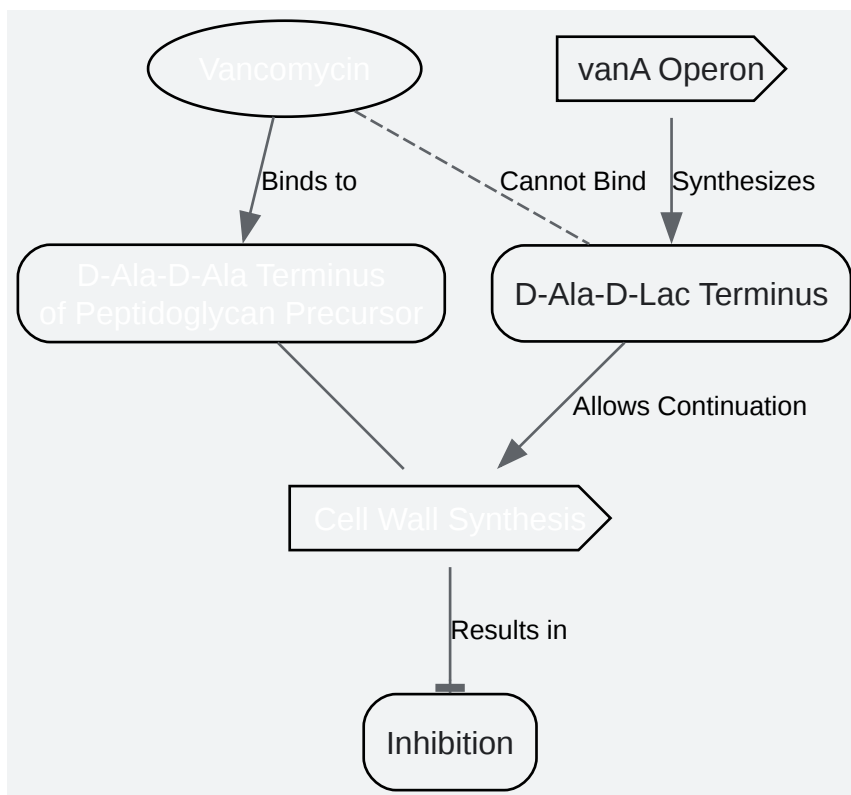 Vancomycin
vanA Operon
Binds to
Cannot Bind
Synthesizes
D-Ala-D-Ala Terminus
of Peptidoglycan Precursor
D-Ala-D-Lac Terminus
Allows Continuation
Cell Wall Synthesis
Results in
Inhibition